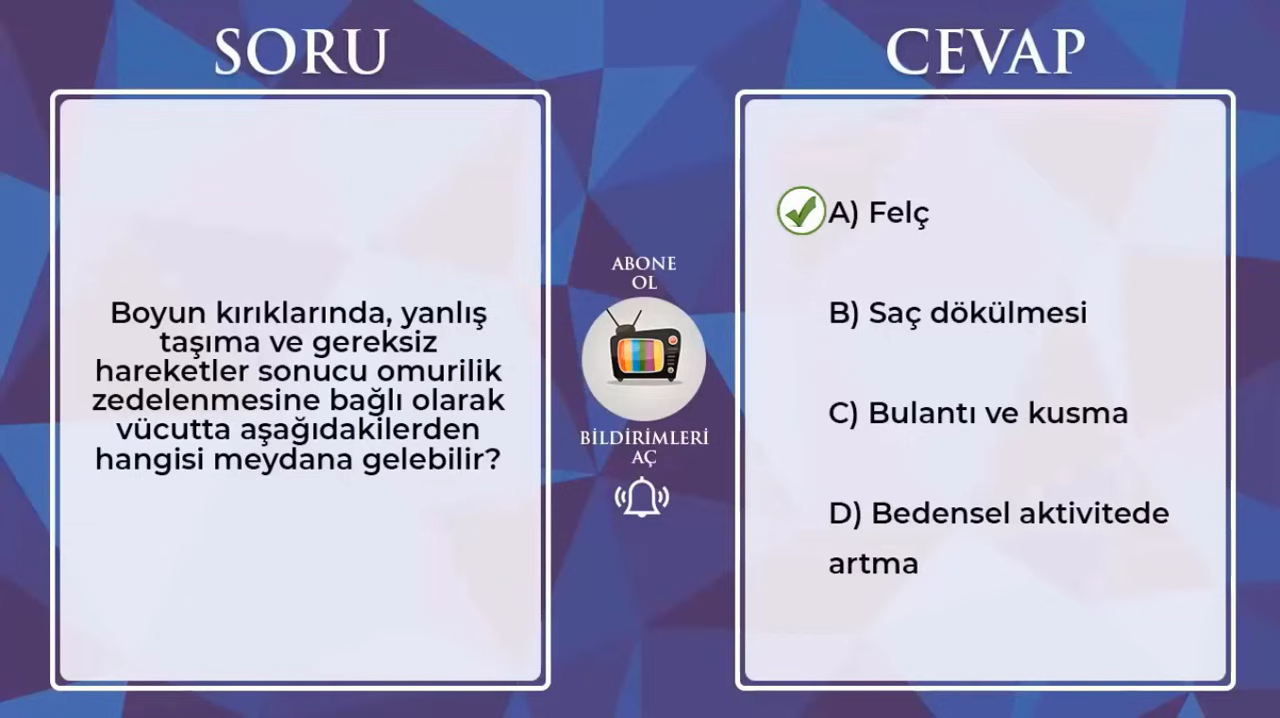 SORU
Boyun kırıklarında, yanlış
taşıma ve gereksiz
hareketler sonucu omurilik
zedelenmesine bağlı olarak
vücutta aşağıdakilerden
hangisi meydana gelebilir?
ABONE
OL
BİLDİRİMLERİ
AÇ
CEVAP
A) Felç
B) Saç dökülmesi
C) Bulantı ve kusma
D) Bedensel aktivitede
artma